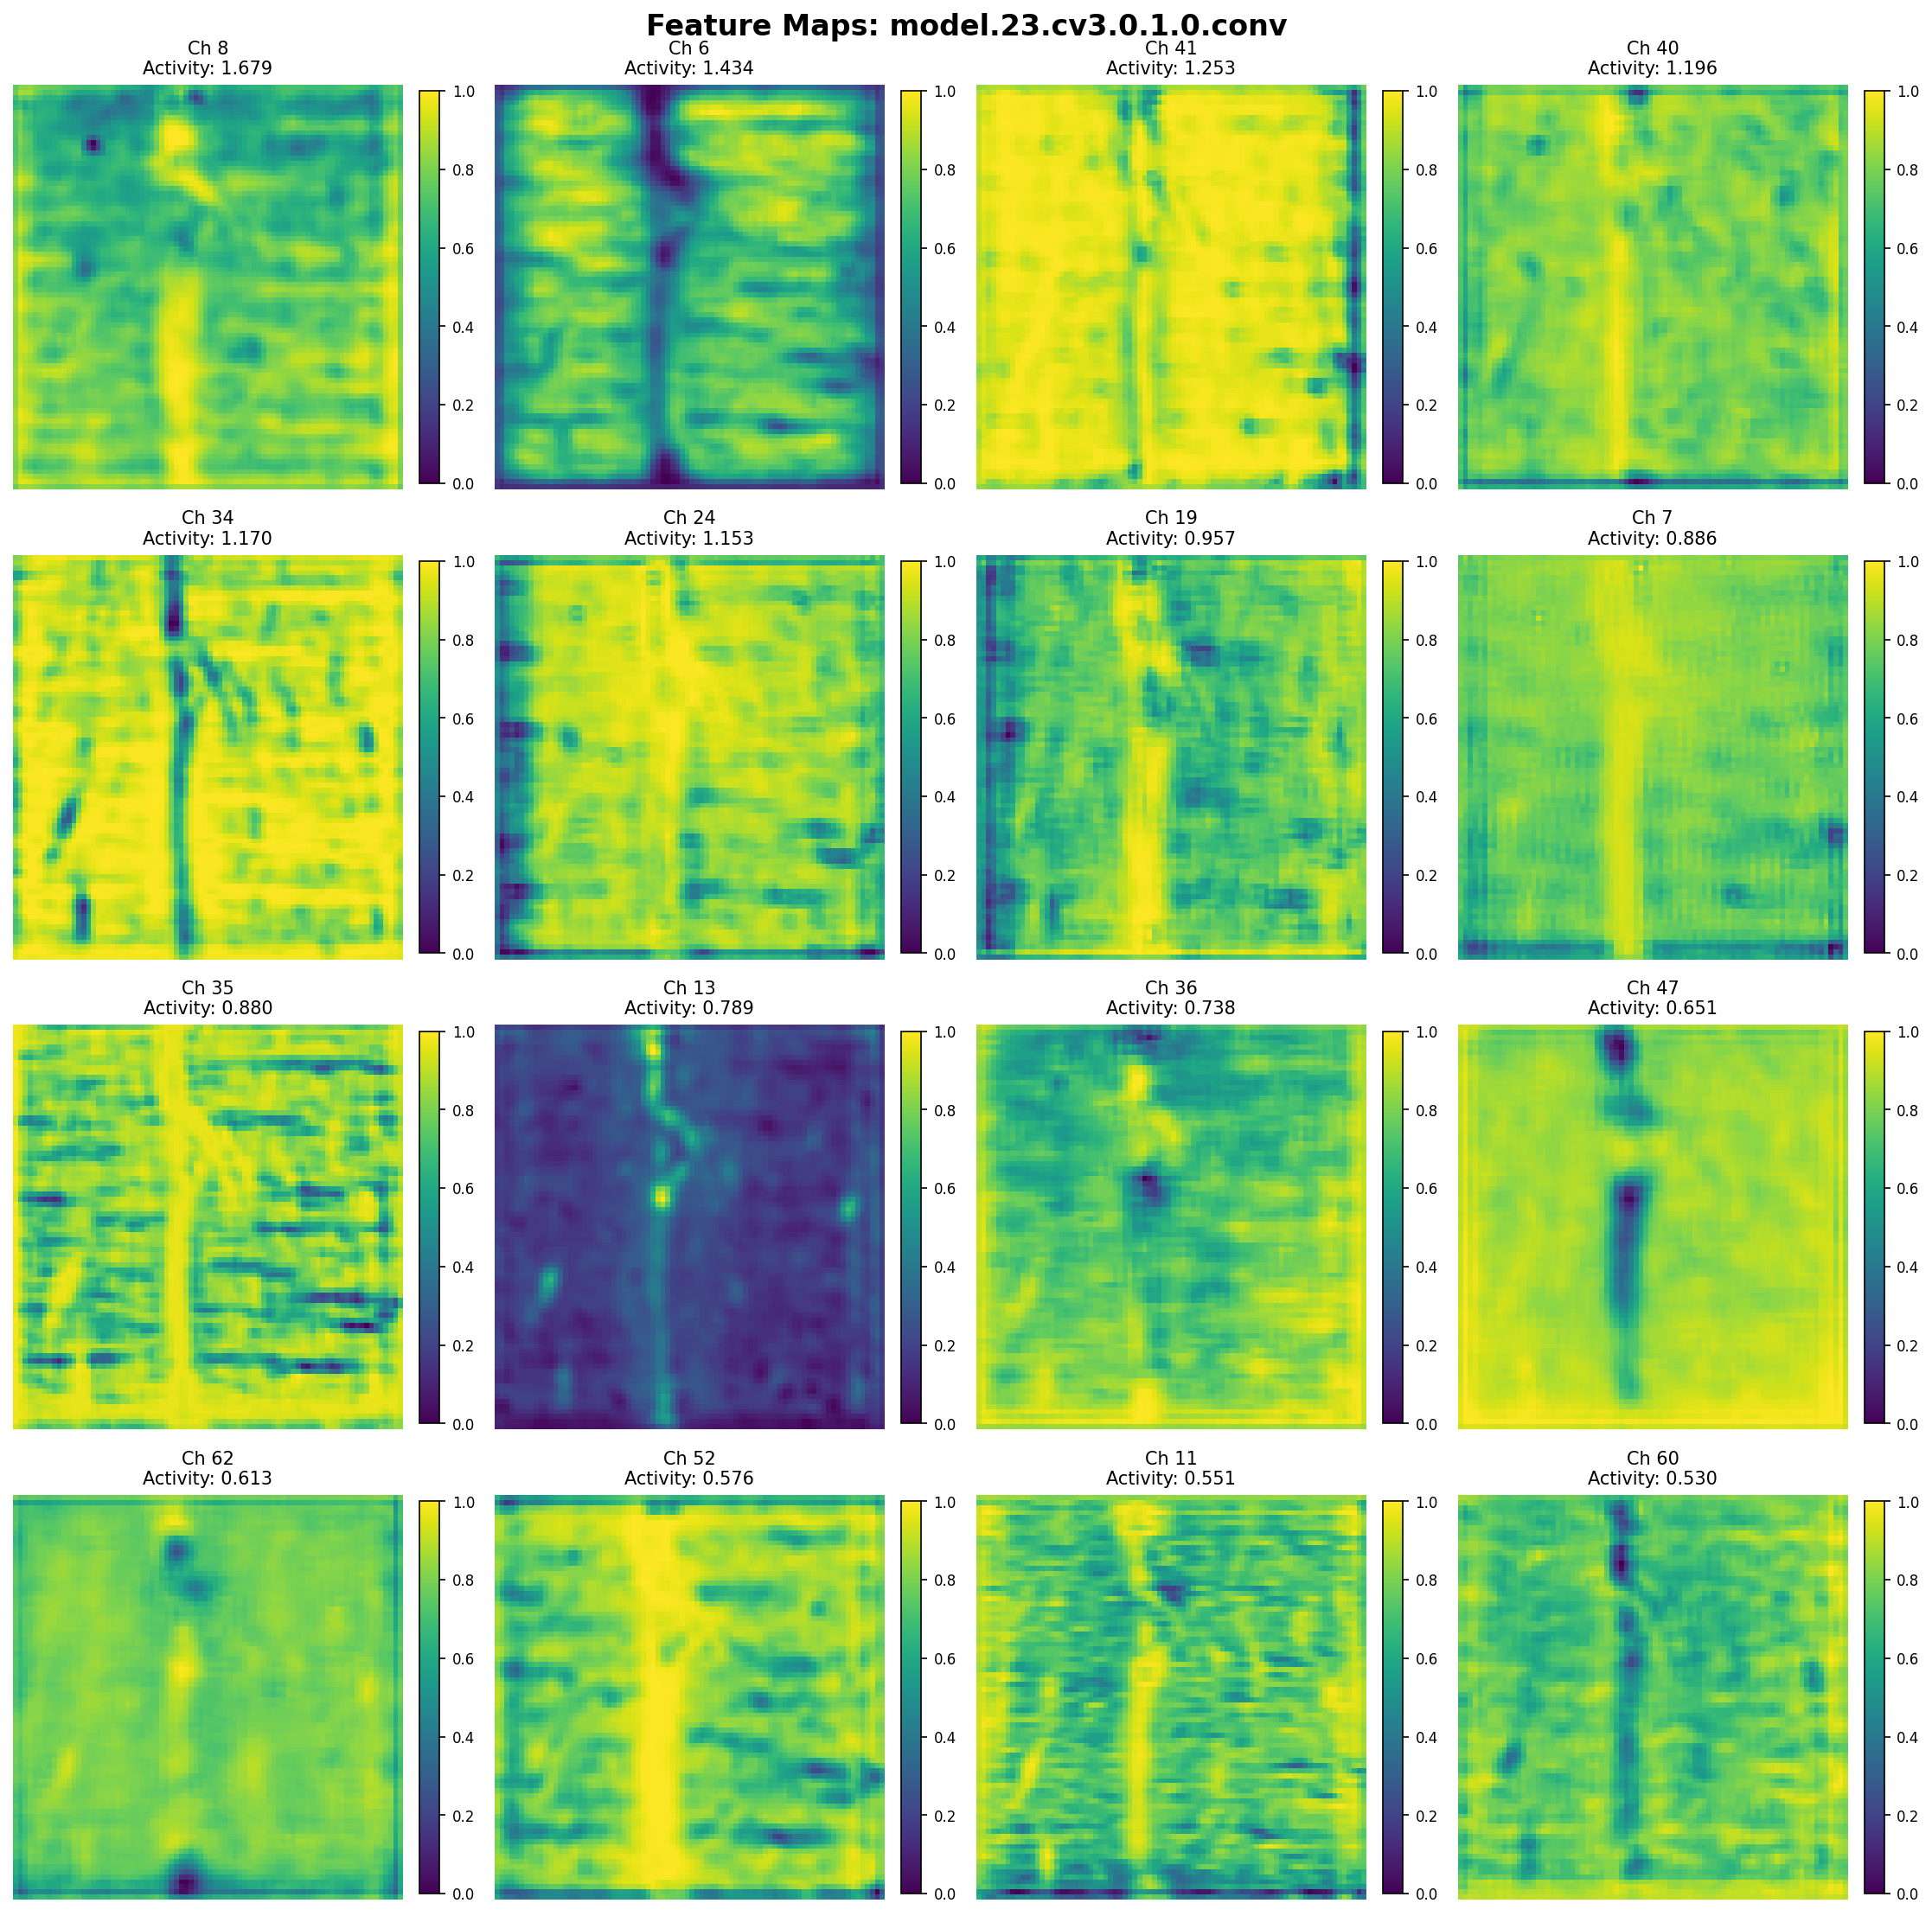 Feature Maps: model.23.cv3.0.1.0.conv
Ch 8
Activity: 1.679
1.0
0.8
0.6
0.4
0.2
0.0
Ch 6
Activity: 1.434
1.0
0.8
0.6
0.4
0.2
0.0
Ch 41
Activity: 1.253
1.0
0.8
0.6
0.4
0.2
0.0
Ch 40
Activity: 1.196
1.0
0.8
0.6
0.4
0.2
0.0
Ch 34
Activity: 1.170
1.0
0.8
0.6
0.4
0.2
0.0
Ch 24
Activity: 1.153
1.0
0.8
0.6
0.4
0.2
0.0
Ch 19
Activity: 0.957
1.0
0.8
0.6
0.4
0.2
0.0
Ch 7
Activity: 0.886
1.0
0.8
0.6
0.4
0.2
0.0
Ch 35
Activity: 0.880
1.0
0.8
0.6
0.4
0.2
0.0
Ch 13
Activity: 0.789
1.0
0.8
0.6
0.4
0.2
0.0
Ch 36
Activity: 0.738
1.0
0.8
0.6
0.4
0.2
0.0
Ch 47
Activity: 0.651
1.0
0.8
0.6
0.4
0.2
0.0
Ch 62
Activity: 0.613
1.0
0.8
0.6
0.4
0.2
0.0
Ch 52
Activity: 0.576
1.0
0.8
0.6
0.4
0.2
0.0
Ch 11
Activity: 0.551
1.0
0.8
0.6
0.4
0.2
0.0
Ch 60
Activity: 0.530
1.0
0.8
0.6
0.4
0.2
0.0